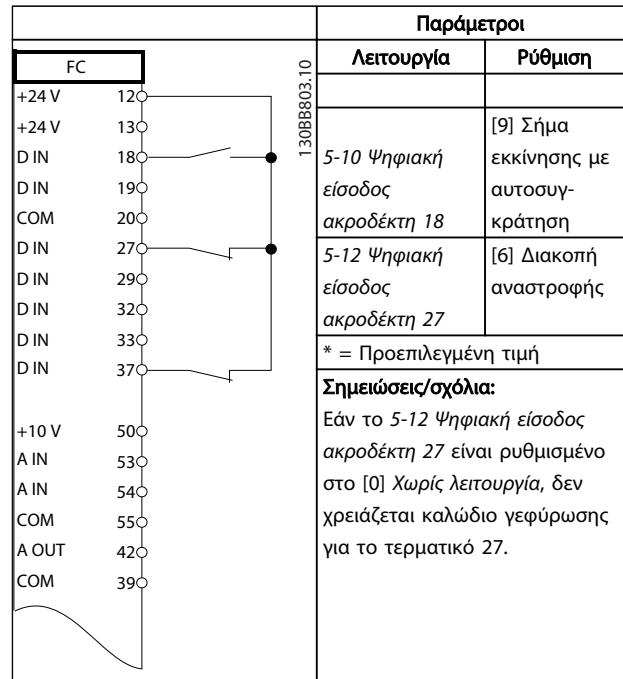 FC
+24 V 12
+24 V 13
D IN 18
D IN 19
COM 20
D IN 27
D IN 29
D IN 32
D IN 33
D IN 37
+10 V 50
A IN 53
A IN 54
COM 55
A OUT 42
COM 39
130BB803.10
Παράμετροι
Λειτουργία Ρύθμιση
5-10 Ψηφιακή
είσοδος
ακροδέκτη 18
[9] Σήμα
εκκίνησης με
αυτοσυγ-
κράτηση
5-12 Ψηφιακή
είσοδος
ακροδέκτη 27
[6] Διακοπή
αναστροφής
* = Προεπιλεγμένη τιμή
Σημειώσεις/σχόλια:
Εάν το 5-12 Ψηφιακή είσοδος
ακροδέκτη 27 είναι ρυθμισμένο
στο [0] Χωρίς λειτουργία, δεν
χρειάζεται καλώδιο γεφύρωσης
για το τερματικό 27.